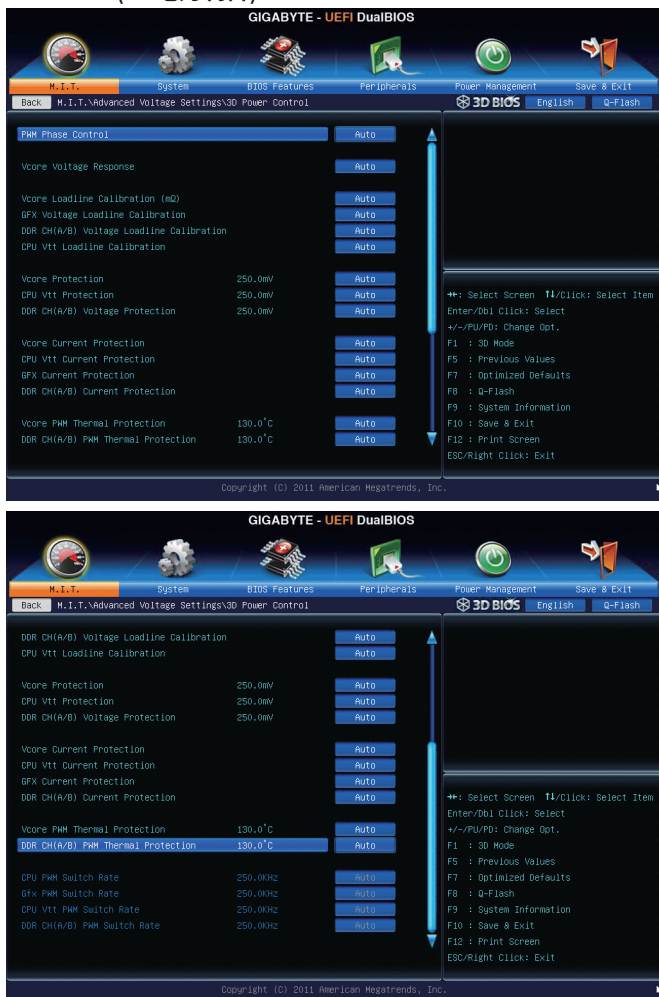 GIGABYTE - UEFI DualBIOS
M.I.T. System BIOS Features Peripherals Power Management Save & Exit
Back M.I.T.\Advanced Voltage Settings\3D Power Control 3D BIOS English Q-Flash
PWM Phase Control Auto
Vcore Voltage Response Auto
Vcore Loadline Calibration (mΩ) Auto
GFX Voltage Loadline Calibration Auto
DDR CH(A/B) Voltage Loadline Calibration Auto
CPU Vtt Loadline Calibration Auto
Vcore Protection 250.0mV Auto
CPU Vtt Protection 250.0mV Auto
DDR CH(A/B) Voltage Protection 250.0mV Auto
Vcore Current Protection Auto
CPU Vtt Current Protection Auto
GFX Current Protection Auto
DDR CH(A/B) Current Protection Auto
Vcore PWM Thermal Protection 130.0˚C Auto
DDR CH(A/B) PWM Thermal Protection 130.0˚C Auto
→←: Select Screen ↑↓/Click: Select Item
Enter/Dbl Click: Select
+/-/PU/PD: Change Opt.
F1 : 3D Mode
F5 : Previous Values
F7 : Optimized Defaults
F8 : Q-Flash
F9 : System Information
F10 : Save & Exit
F12 : Print Screen
ESC/Right Click: Exit
Copyright (C) 2011 American Megatrends, Inc.
GIGABYTE - UEFI DualBIOS
M.I.T. System BIOS Features Peripherals Power Management Save & Exit
Back M.I.T.\Advanced Voltage Settings\3D Power Control 3D BIOS English Q-Flash
DDR CH(A/B) Voltage Loadline Calibration Auto
CPU Vtt Loadline Calibration Auto
Vcore Protection 250.0mV Auto
CPU Vtt Protection 250.0mV Auto
DDR CH(A/B) Voltage Protection 250.0mV Auto
Vcore Current Protection Auto
CPU Vtt Current Protection Auto
GFX Current Protection Auto
DDR CH(A/B) Current Protection Auto
Vcore PWM Thermal Protection 130.0˚C Auto
DDR CH(A/B) PWM Thermal Protection 130.0˚C Auto
CPU PWM Switch Rate 250.0KHz Auto
Gfx PWM Switch Rate 250.0KHz Auto
CPU Vtt PWM Switch Rate 250.0KHz Auto
DDR CH(A/B) PWM Switch Rate 250.0KHz Auto
→←: Select Screen ↑↓/Click: Select Item
Enter/Dbl Click: Select
+/-/PU/PD: Change Opt.
F1 : 3D Mode
F5 : Previous Values
F7 : Optimized Defaults
F8 : Q-Flash
F9 : System Information
F10 : Save & Exit
F12 : Print Screen
ESC/Right Click: Exit
Copyright (C) 2011 American Megatrends, Inc.